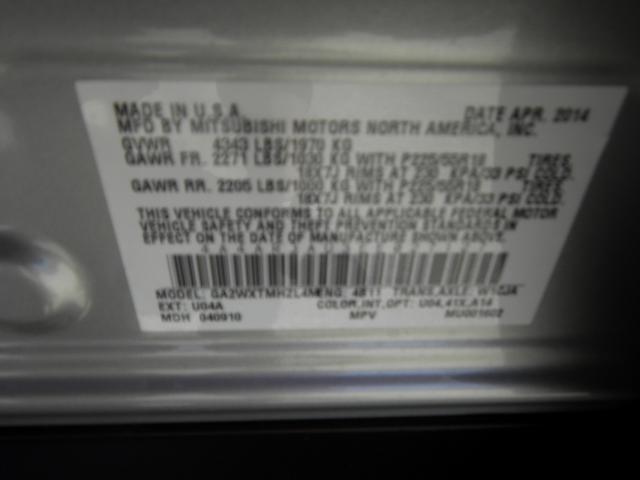 MADE IN U.S.A. DATE APR. 2014
MFD BY MITSUBISHI MOTORS NORTH AMERICA, INC.
GVWR 4343 LBS/1970 KG
GAWR FR. 2271 LBS/1030 KG WITH P225/55R18 TIRES,
18X7J RIMS AT 230 KPA/33 PSI COLD.
GAWR RR. 2205 LBS/1000 KG WITH P225/55R18 TIRES,
18X7J RIMS AT 230 KPA/33 PSI COLD.
THIS VEHICLE CONFORMS TO ALL APPLICABLE FEDERAL MOTOR
VEHICLE SAFETY AND THEFT PREVENTION STANDARDS IN
EFFECT ON THE DATE OF MANUFACTURE SHOWN ABOVE.
MODEL: GA2WXTMHZL4M ENG: 4B11 TRANS,AXLE:
EXT: U04A COLOR,INT,OPT: U04,41X,A14
MDH 040910 MPV MU001602